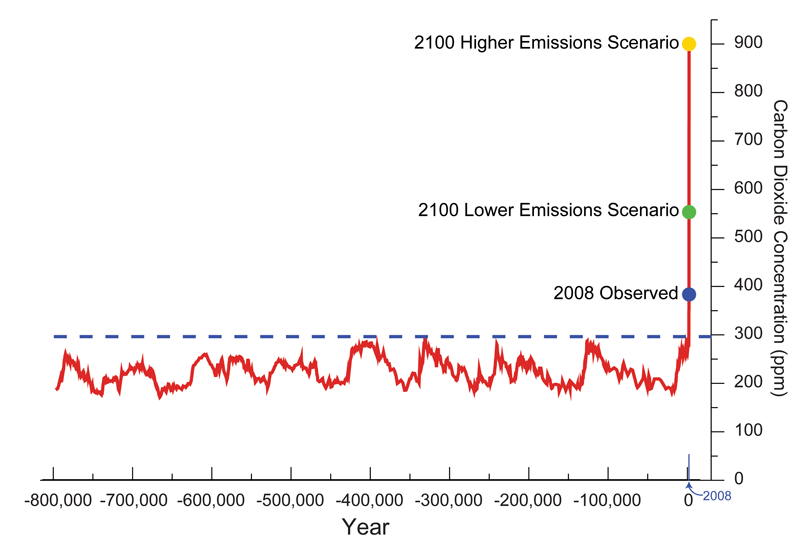 2100 Higher Emissions Scenario
2100 Lower Emissions Scenario
2008 Observed
900
800
700
600
500
400
300
200
100
0
Carbon Dioxide Concentration (ppm)
-800,000 -700,000 -600,000 -500,000 -400,000 -300,000 -200,000 -100,000 0
2008
Year